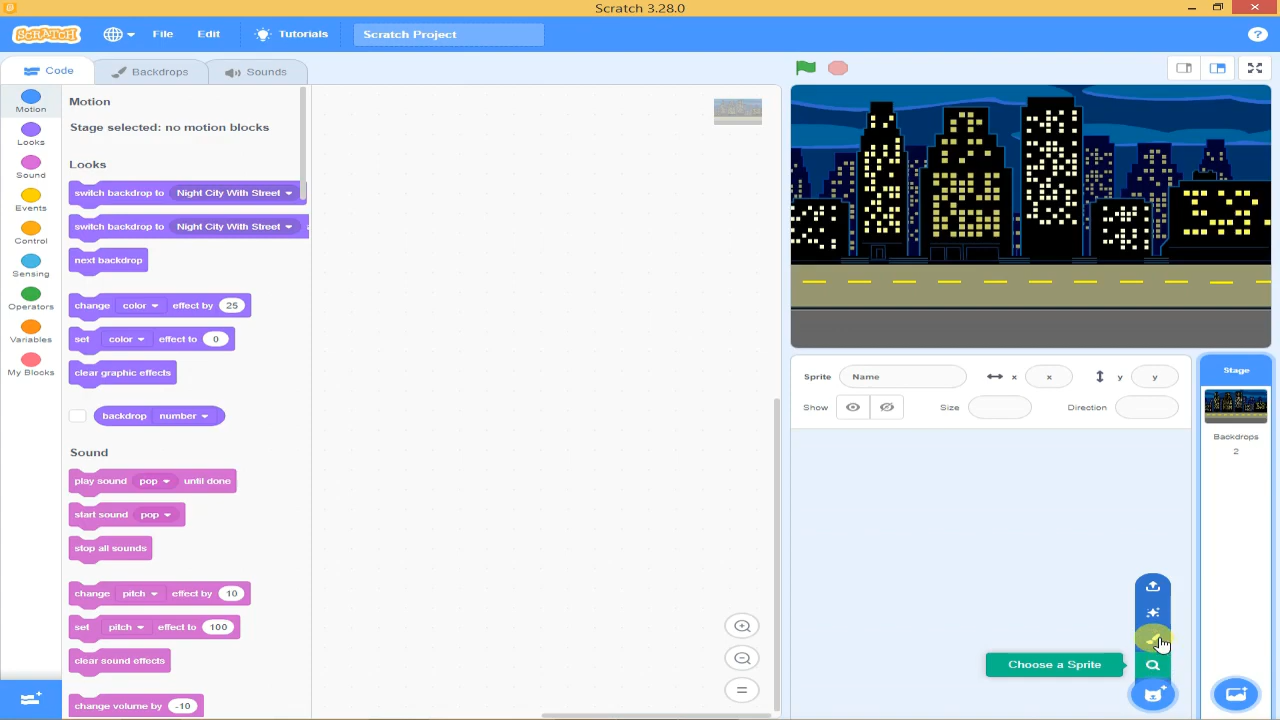 Scratch 3.28.0
SCRATCH
File
Edit
Tutorials
Scratch Project
?
Code
Backdrops
Sounds
Motion
Looks
Sound
Events
Control
Sensing
Operators
Variables
My Blocks
Motion
Stage selected: no motion blocks
Looks
switch backdrop to Night City With Street
switch backdrop to Night City With Street
next backdrop
change color effect by 25
set color effect to 0
clear graphic effects
backdrop number
Sound
play sound pop until done
start sound pop
stop all sounds
change pitch effect by 10
set pitch effect to 100
clear sound effects
change volume by -10
Sprite Name x x y y
Show Size Direction
Choose a Sprite
Stage
Backdrops
2